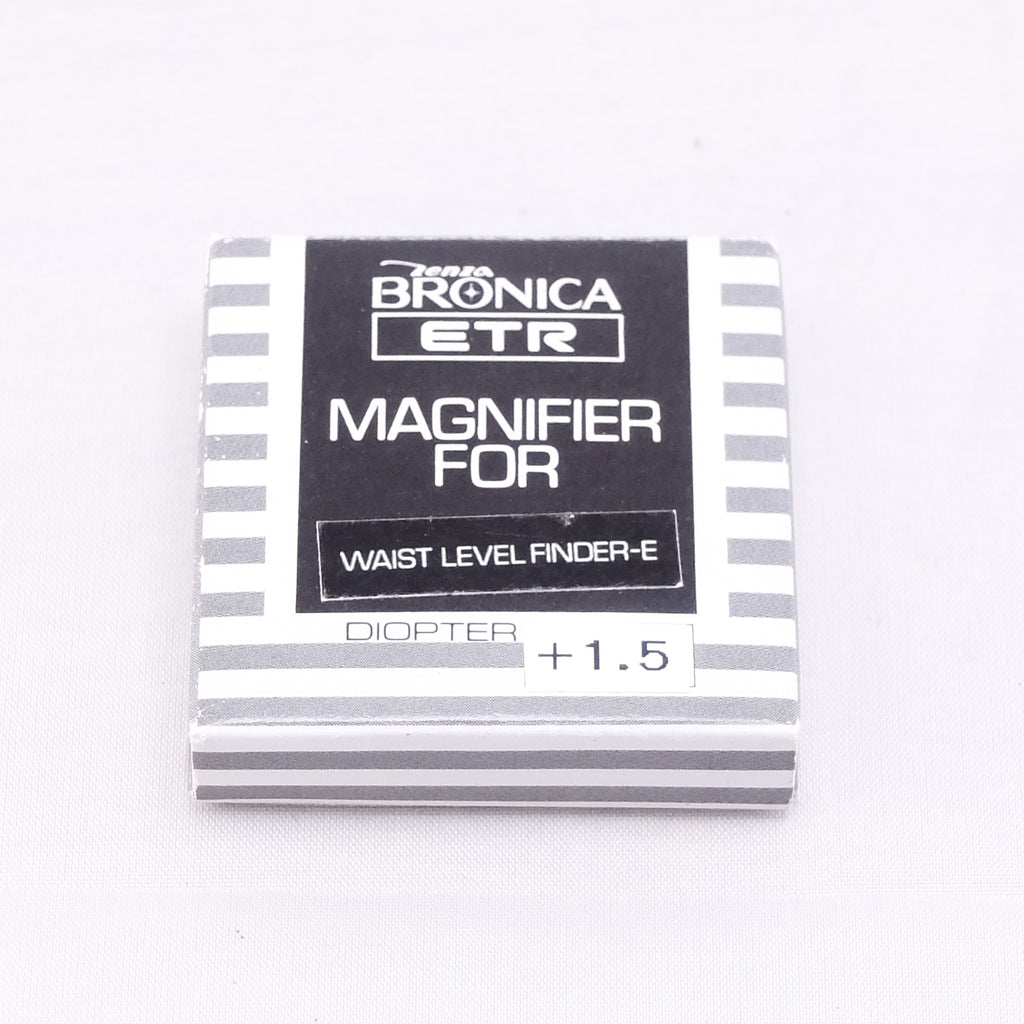 Zenza
BRONICA
ETR
MAGNIFIER
FOR
WAIST LEVEL FINDER-E
DIOPTER
+1.5